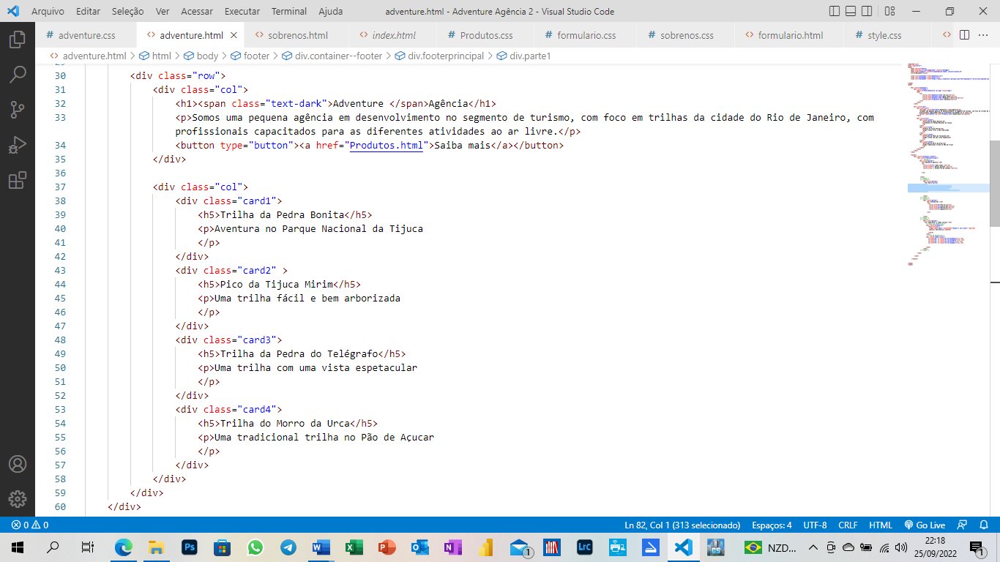 Arquivo Editar Seleção Ver Acessar Executar Terminal Ajuda adventure.html - Adventure Agência 2 - Visual Studio Code
# adventure.css <> adventure.html <> sobrenos.html <> index.html # Produtos.css # formulario.css # sobrenos.css <> formulario.html # style.css <> ...
<> adventure.html > html > body > footer > div.container--footer > div.footerprincipal > div.parte1
30 <div class="row">
31 <div class="col">
32 <h1><span class="text-dark">Adventure </span>Agência</h1>
33 <p>Somos uma pequena agência em desenvolvimento no segmento de turismo, com foco em trilhas da cidade do Rio de Janeiro, com
profissionais capacitados para as diferentes atividades ao ar livre.</p>
34 <button type="button"><a href="Produtos.html">Saiba mais</a></button>
35 </div>
36
37 <div class="col">
38 <div class="card1">
39 <h5>Trilha da Pedra Bonita</h5>
40 <p>Aventura no Parque Nacional da Tijuca
41 </p>
42 </div>
43 <div class="card2" >
44 <h5>Pico da Tijuca Mirim</h5>
45 <p>Uma trilha fácil e bem arborizada
46 </p>
47 </div>
48 <div class="card3">
49 <h5>Trilha da Pedra do Telégrafo</h5>
50 <p>Uma trilha com uma vista espetacular
51 </p>
52 </div>
53 <div class="card4">
54 <h5>Trilha do Morro da Urca</h5>
55 <p>Uma tradicional trilha no Pão de Açucar
56 </p>
57 </div>
58 </div>
59 </div>
60 </div>
0 0 Ln 82, Col 1 (313 selecionado) Espaços: 4 UTF-8 CRLF HTML Go Live
Ps W X P O N 1 Lrc NZD... 22:18
25/09/2022 1